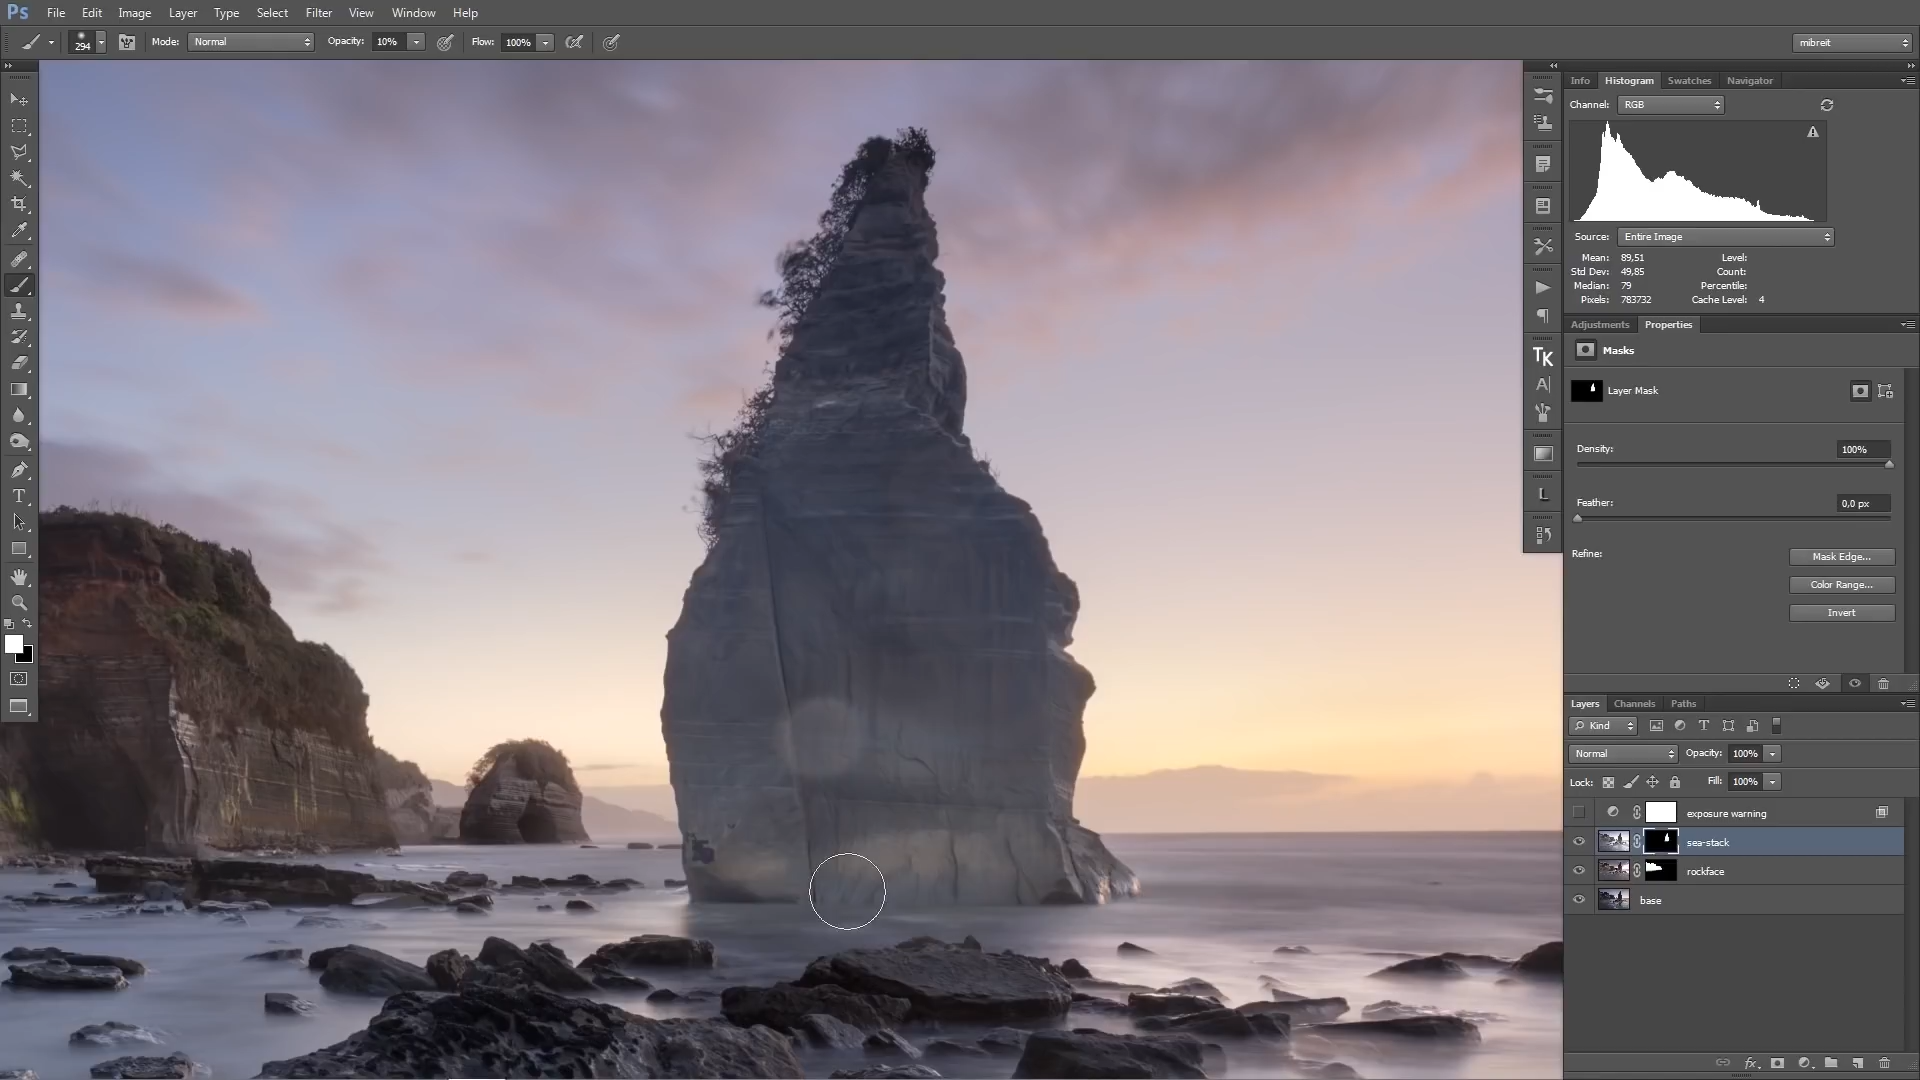 Ps File Edit Image Layer Type Select Filter View Window Help
294 Mode: Normal Opacity: 10% Flow: 100% mibreit
Info Histogram Swatches Navigator
Channel: RGB
Source: Entire Image
Mean: 89,51 Level:
Std Dev: 49,85 Count:
Median: 79 Percentile:
Pixels: 783732 Cache Level: 4
Adjustments Properties
Masks
TK
A
Layer Mask
Density: 100%
L
Feather: 0,0 px
Refine: Mask Edge...
Color Range...
Invert
T
Layers Channels Paths
Kind T
Normal Opacity: 100%
Lock: Fill: 100%
exposure warning
sea-stack
rockface
base
fx